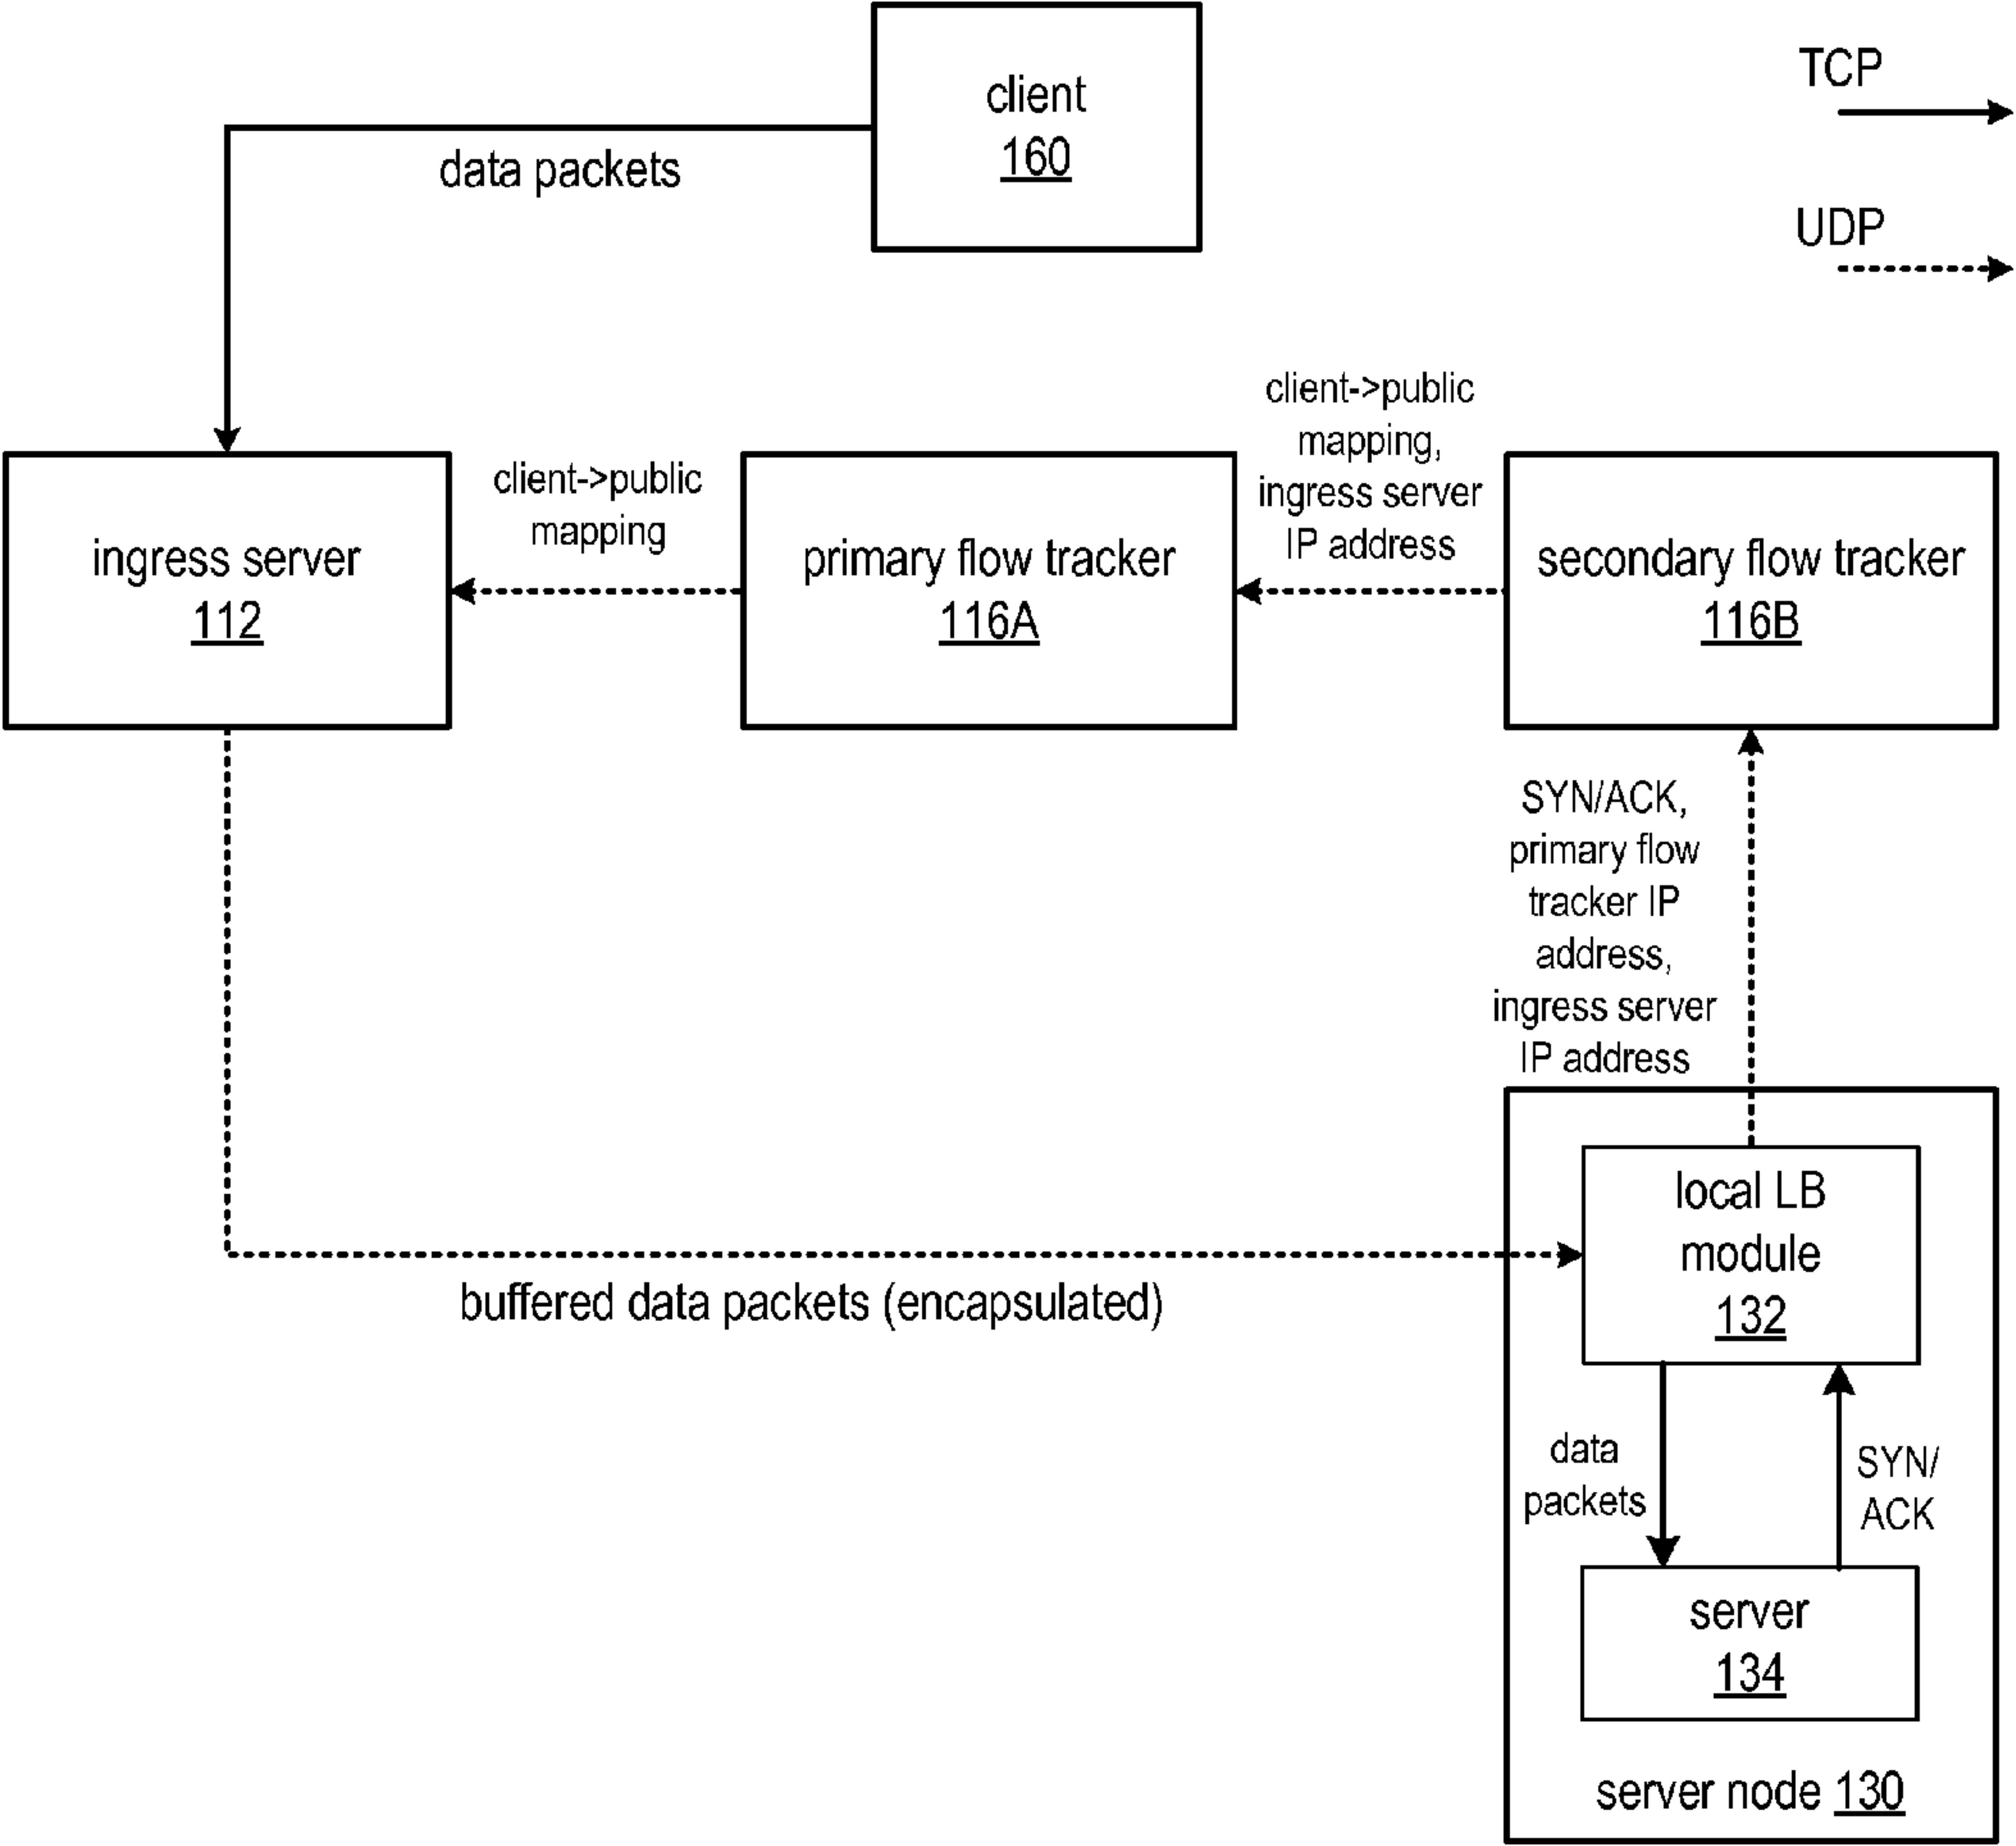 client
160
TCP
UDP
data packets
client->public
mapping
client->public
mapping,
ingress server
IP address
ingress server
112
primary flow tracker
116A
secondary flow tracker
116B
SYN/ACK,
primary flow
tracker IP
address,
ingress server
IP address
local LB
module
132
buffered data packets (encapsulated)
data
packets
SYN/
ACK
server
134
server node 130